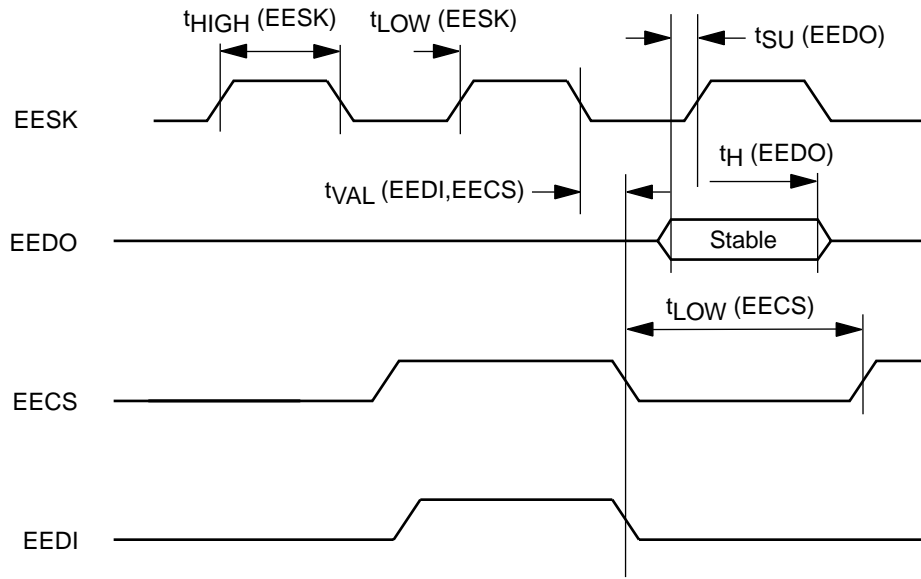 tHIGH (EESK)
tLOW (EESK)
tSU (EEDO)
EESK
tH (EEDO)
tVAL (EEDI,EECS)
EEDO
Stable
tLOW (EECS)
EECS
EEDI